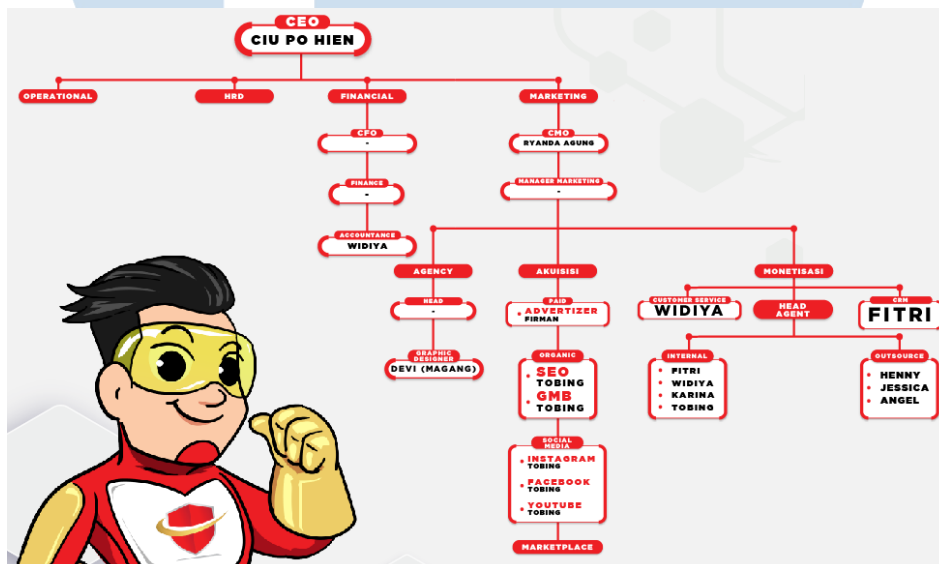 CEO
CIU PO HIEN
OPERATIONAL
HRD
FINANCIAL
MARKETING
CFO
-
CMO
RYANDA AGUNG
FINANCE
-
MANAGER MARKETING
-
ACCOUNTANCE
WIDIYA
AGENCY
AKUISISI
MONETISASI
HEAD
-
GRAPHIC
DESIGNER
DEVI (MAGANG)
PAID
• ADVERTIZER
FIRMAN
ORGANIC
• SEO
TOBING
• GMB
TOBING
SOCIAL
MEDIA
• INSTAGRAM
TOBING
• FACEBOOK
TOBING
• YOUTUBE
TOBING
MARKETPLACE
CUSTOMER SERVICE
WIDIYA
HEAD
AGENT
CRM
FITRI
INTERNAL
• FITRI
• WIDIYA
• KARINA
• TOBING
OUTSOURCE
• HENNY
• JESSICA
• ANGEL